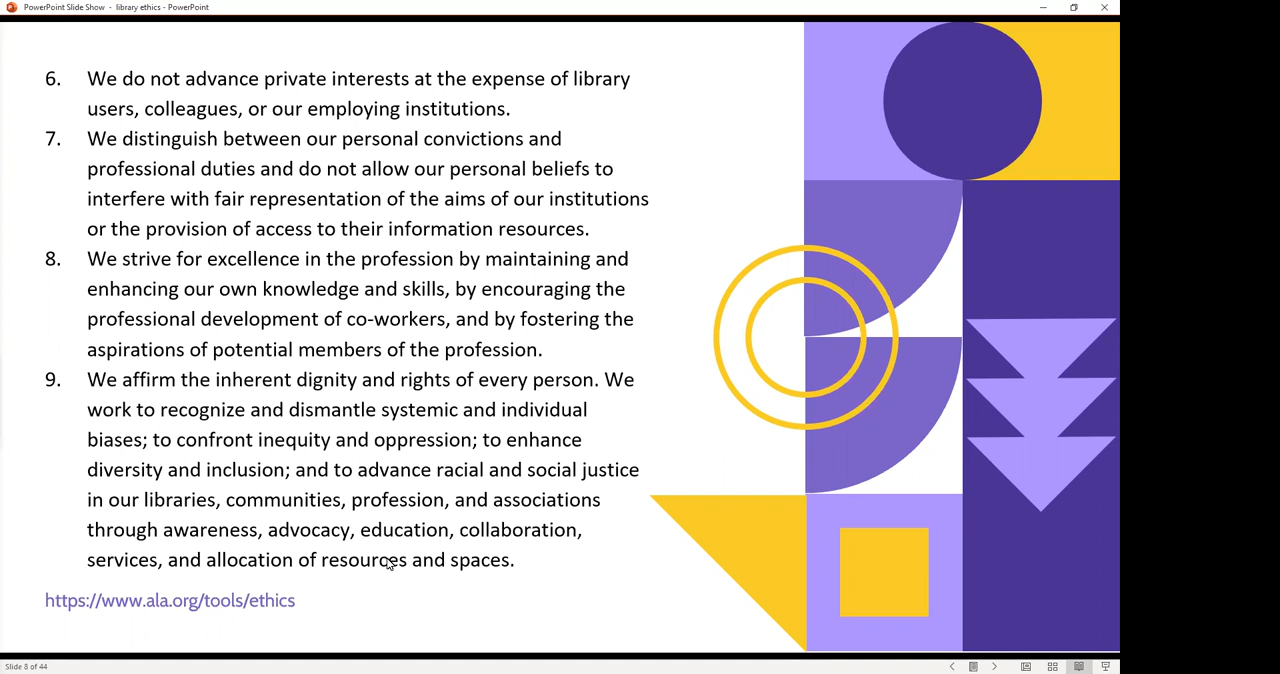 PowerPoint Slide Show - library ethics - PowerPoint
6. We do not advance private interests at the expense of library
users, colleagues, or our employing institutions.
7. We distinguish between our personal convictions and
professional duties and do not allow our personal beliefs to
interfere with fair representation of the aims of our institutions
or the provision of access to their information resources.
8. We strive for excellence in the profession by maintaining and
enhancing our own knowledge and skills, by encouraging the
professional development of co-workers, and by fostering the
aspirations of potential members of the profession.
9. We affirm the inherent dignity and rights of every person. We
work to recognize and dismantle systemic and individual
biases; to confront inequity and oppression; to enhance
diversity and inclusion; and to advance racial and social justice
in our libraries, communities, profession, and associations
through awareness, advocacy, education, collaboration,
services, and allocation of resources and spaces.
https://www.ala.org/tools/ethics
Slide 8 of 44